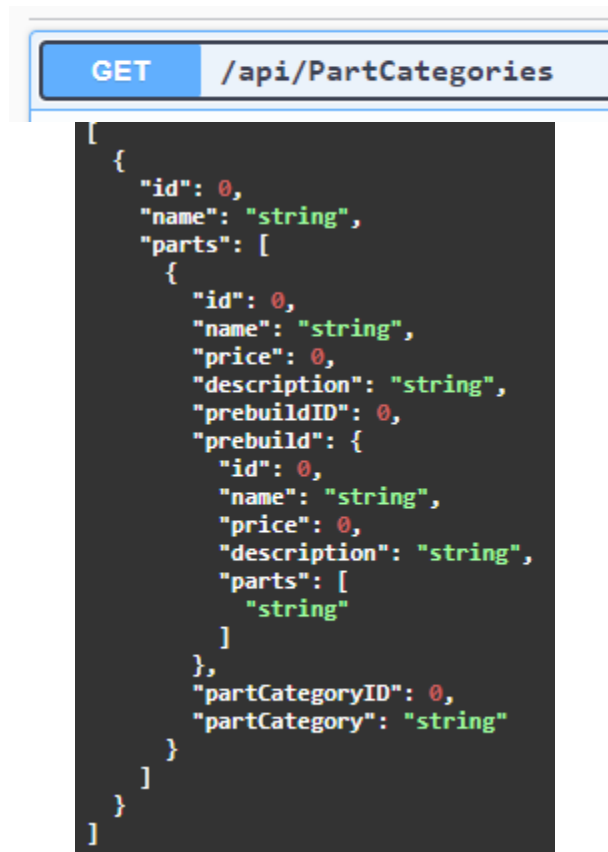 GET /api/PartCategories
[
  {
    "id": 0,
    "name": "string",
    "parts": [
      {
        "id": 0,
        "name": "string",
        "price": 0,
        "description": "string",
        "prebuildID": 0,
        "prebuild": {
          "id": 0,
          "name": "string",
          "price": 0,
          "description": "string",
          "parts": [
            "string"
          ]
        },
        "partCategoryID": 0,
        "partCategory": "string"
      }
    ]
  }
]